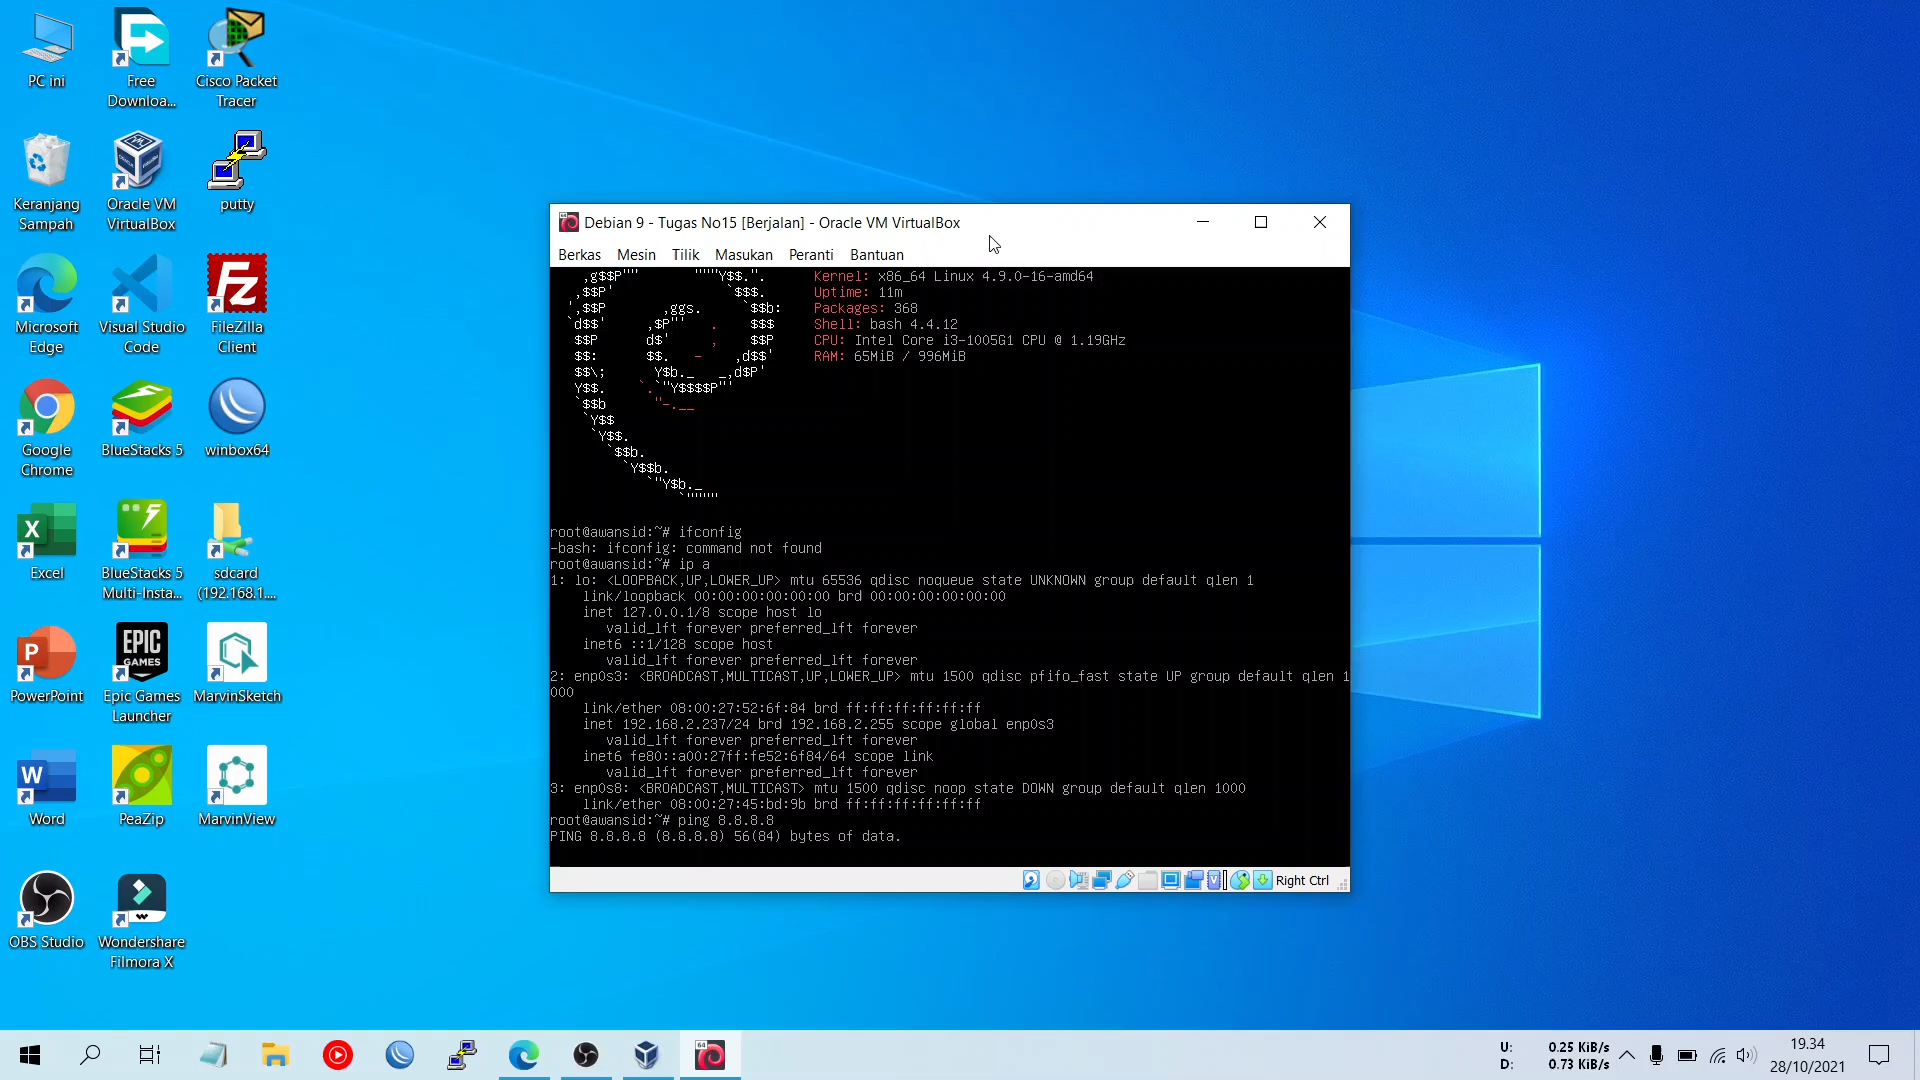 PC ini
Free
Downloa...
Cisco Packet
Tracer
Keranjang
Sampah
Oracle VM
VirtualBox
putty
Microsoft
Edge
Visual Studio
Code
FileZilla
Client
Google
Chrome
BlueStacks 5
winbox64
Excel
BlueStacks 5
Multi-Insta...
sdcard
(192.168.1....
PowerPoint
EPIC
GAMES
Epic Games
Launcher
MarvinSketch
Word
PeaZip
MarvinView
OBS Studio
Wondershare
Filmora X
Debian 9 - Tugas No15 [Berjalan] - Oracle VM VirtualBox
Berkas Mesin Tilik Masukan Peranti Bantuan
,g$$P"" """Y$$.". Kernel: x86_64 Linux 4.9.0-16-amd64
,$$P' `$$$. Uptime: 11m
',$$P ,ggs. `$$b: Packages: 368
`d$$' ,$P"' . $$$ Shell: bash 4.4.12
$$P d$' , $$P CPU: Intel Core i3-1005G1 CPU @ 1.19GHz
$$: $$. - ,d$$' RAM: 65MiB / 996MiB
$$\; Y$b._ _,d$P'
Y$$. `.`"Y$$$$P"'
`$$b "-.__
`Y$$
`Y$$.
`$$b.
`Y$$b.
`"Y$b._
`""""
root@awansid:~# ifconfig
-bash: ifconfig: command not found
root@awansid:~# ip a
1: lo: <LOOPBACK,UP,LOWER_UP> mtu 65536 qdisc noqueue state UNKNOWN group default qlen 1
link/loopback 00:00:00:00:00:00 brd 00:00:00:00:00:00
inet 127.0.0.1/8 scope host lo
valid_lft forever preferred_lft forever
inet6 ::1/128 scope host
valid_lft forever preferred_lft forever
2: enp0s3: <BROADCAST,MULTICAST,UP,LOWER_UP> mtu 1500 qdisc pfifo_fast state UP group default qlen 1
000
link/ether 08:00:27:52:6f:84 brd ff:ff:ff:ff:ff:ff
inet 192.168.2.237/24 brd 192.168.2.255 scope global enp0s3
valid_lft forever preferred_lft forever
inet6 fe80::a00:27ff:fe52:6f84/64 scope link
valid_lft forever preferred_lft forever
3: enp0s8: <BROADCAST,MULTICAST> mtu 1500 qdisc noop state DOWN group default qlen 1000
link/ether 08:00:27:45:bd:9b brd ff:ff:ff:ff:ff:ff
root@awansid:~# ping 8.8.8.8
PING 8.8.8.8 (8.8.8.8) 56(84) bytes of data.
Right Ctrl
U: 0.25 KiB/s
D: 0.73 KiB/s
19.34
28/10/2021